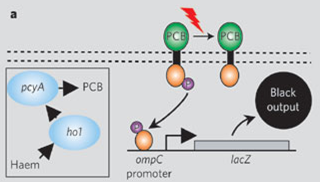 a
PCB
PCB
pcyA
PCB
ho1
Haem
Black
output
ompC
promoter
lacZ